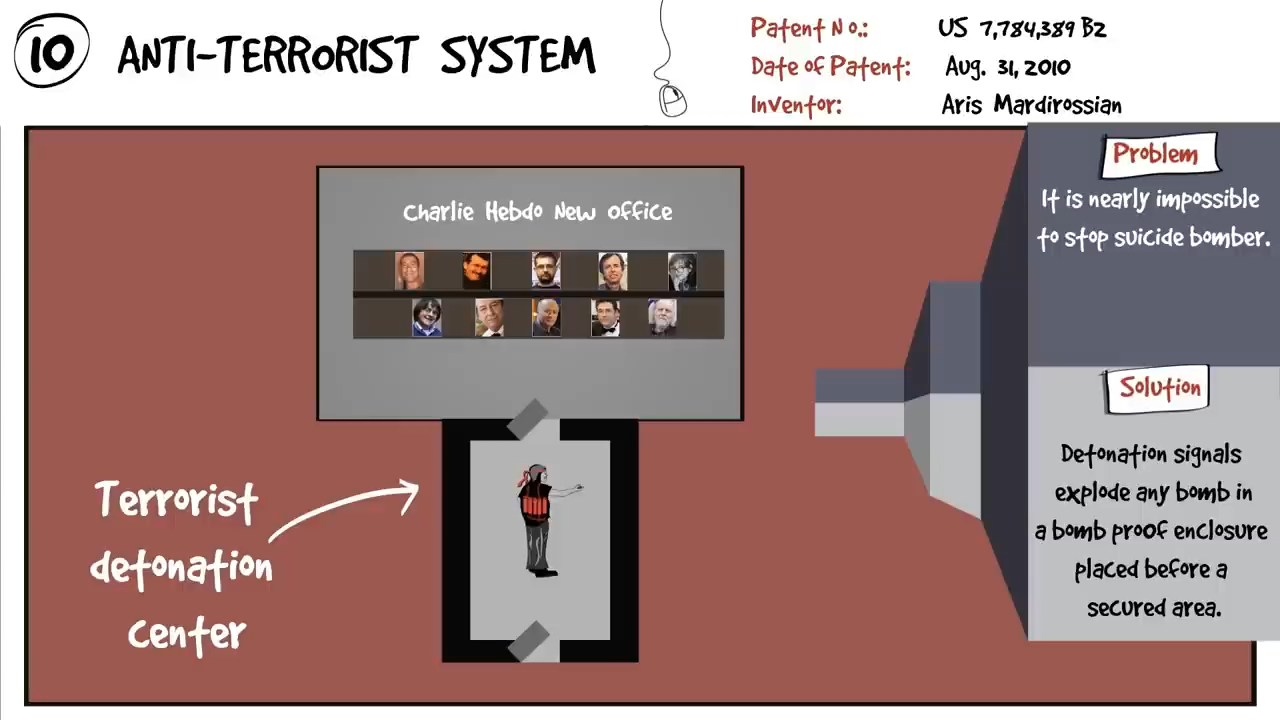 10 ANTI-TERRORIST SYSTEM
Patent No.: US 7,784,389 B2
Date of Patent: Aug. 31, 2010
Inventor: Aris Mardirossian
Charlie Hebdo New Office
Terrorist
detonation
center
Problem
It is nearly impossible
to stop suicide bomber.
Solution
Detonation signals
explode any bomb in
a bomb proof enclosure
placed before a
secured area.